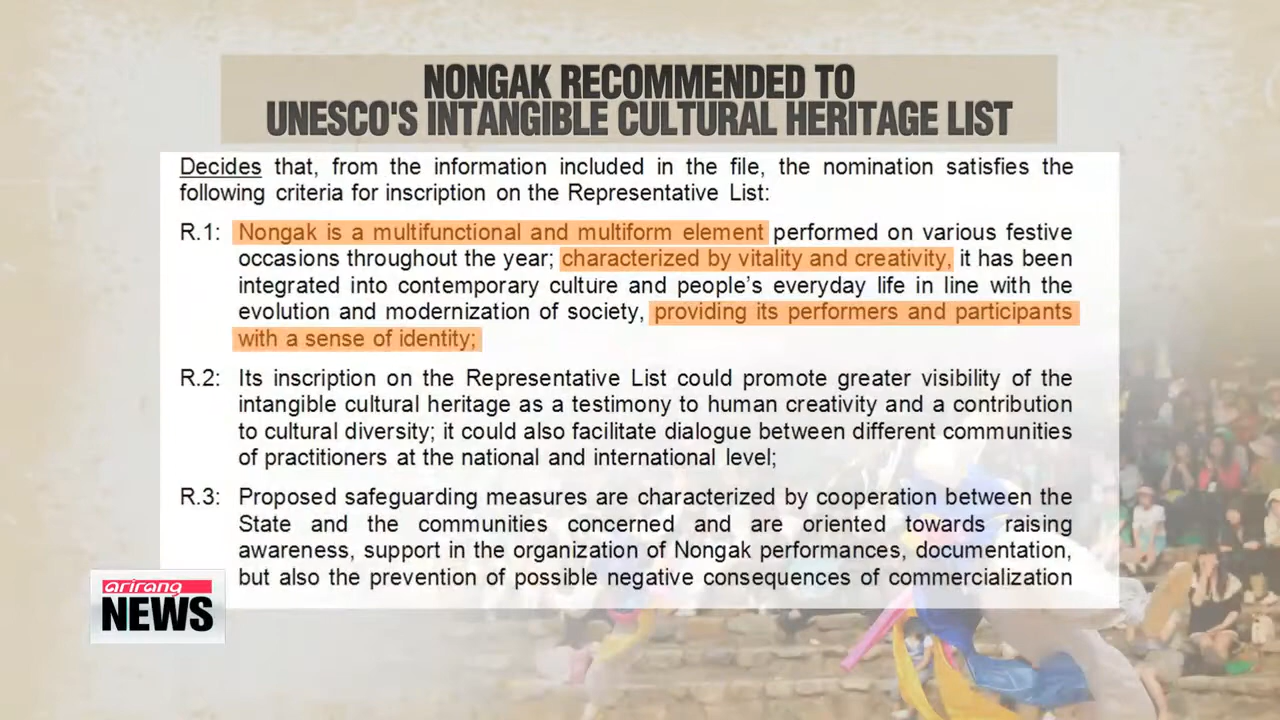 NONGAK RECOMMENDED TO
UNESCO'S INTANGIBLE CULTURAL HERITAGE LIST
Decides that, from the information included in the file, the nomination satisfies the
following criteria for inscription on the Representative List:
R.1: Nongak is a multifunctional and multiform element performed on various festive
occasions throughout the year; characterized by vitality and creativity, it has been
integrated into contemporary culture and people’s everyday life in line with the
evolution and modernization of society, providing its performers and participants
with a sense of identity;
R.2: Its inscription on the Representative List could promote greater visibility of the
intangible cultural heritage as a testimony to human creativity and a contribution
to cultural diversity; it could also facilitate dialogue between different communities
of practitioners at the national and international level;
R.3: Proposed safeguarding measures are characterized by cooperation between the
State and the communities concerned and are oriented towards raising
awareness, support in the organization of Nongak performances, documentation,
but also the prevention of possible negative consequences of commercialization
arirang
NEWS